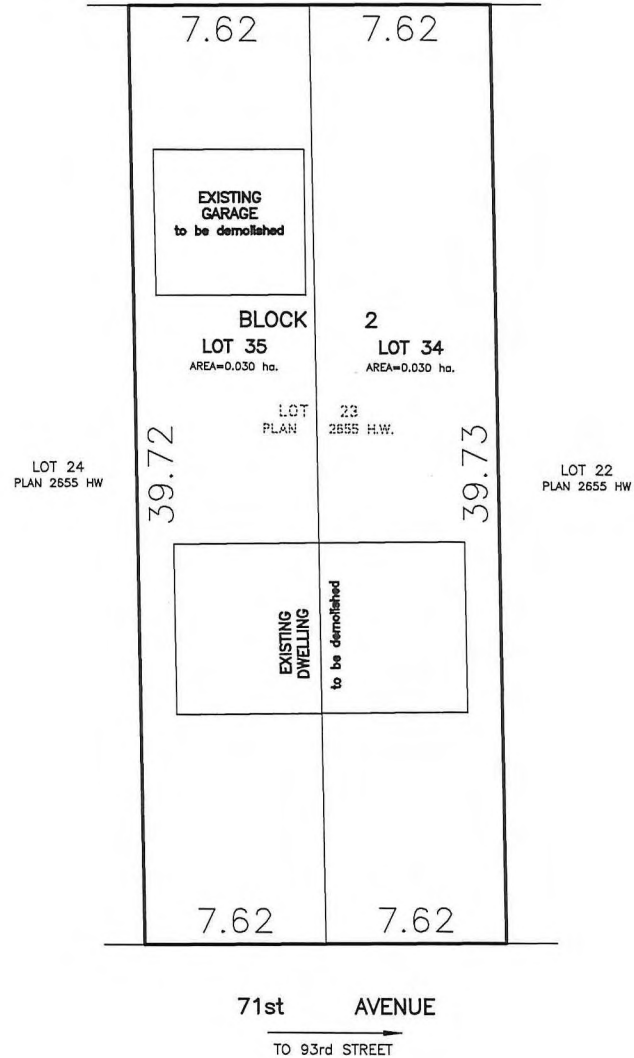 7.62 7.62
EXISTING
GARAGE
to be demolished
BLOCK 2
LOT 35 LOT 34
AREA=0.030 ha. AREA=0.030 ha.
LOT 23
PLAN 2655 H.W.
39.72
39.73
LOT 24
PLAN 2655 HW
LOT 22
PLAN 2655 HW
EXISTING
DWELLING
to be demolished
7.62 7.62
71st AVENUE
TO 93rd STREET